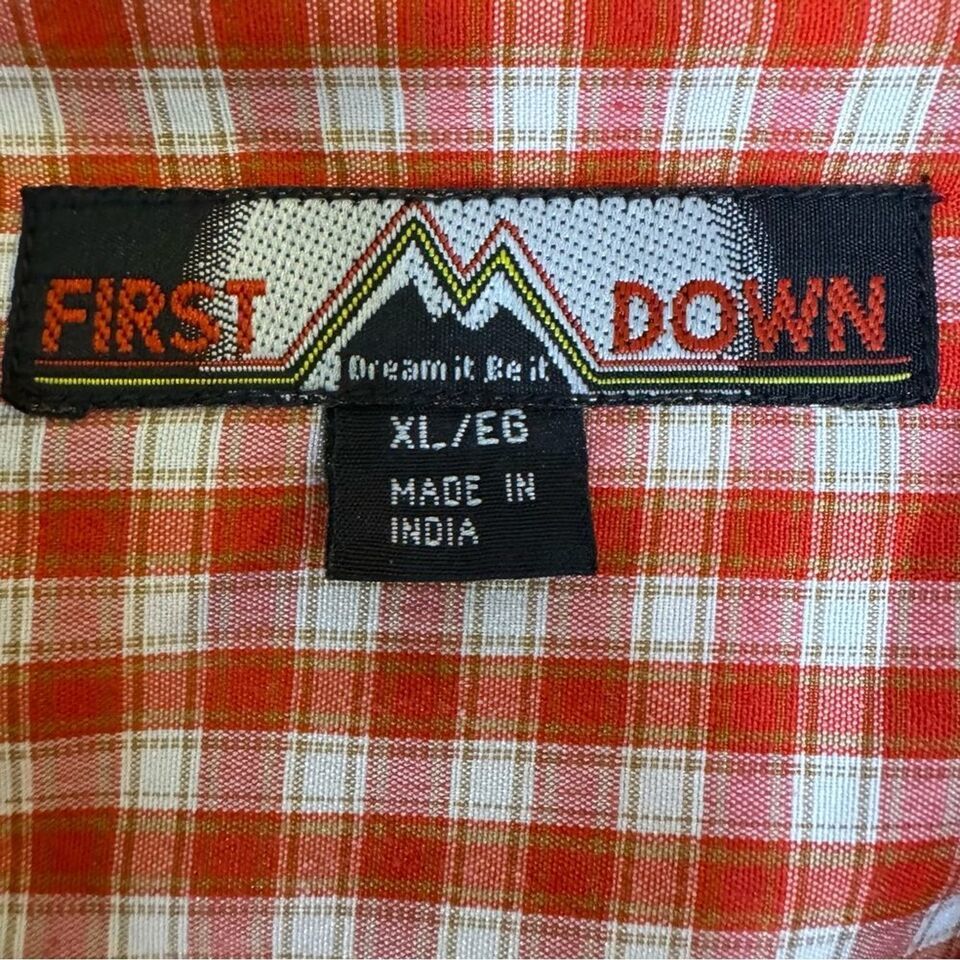 FIRST DOWN
Dream it Be it
XL/EG
MADE IN
INDIA